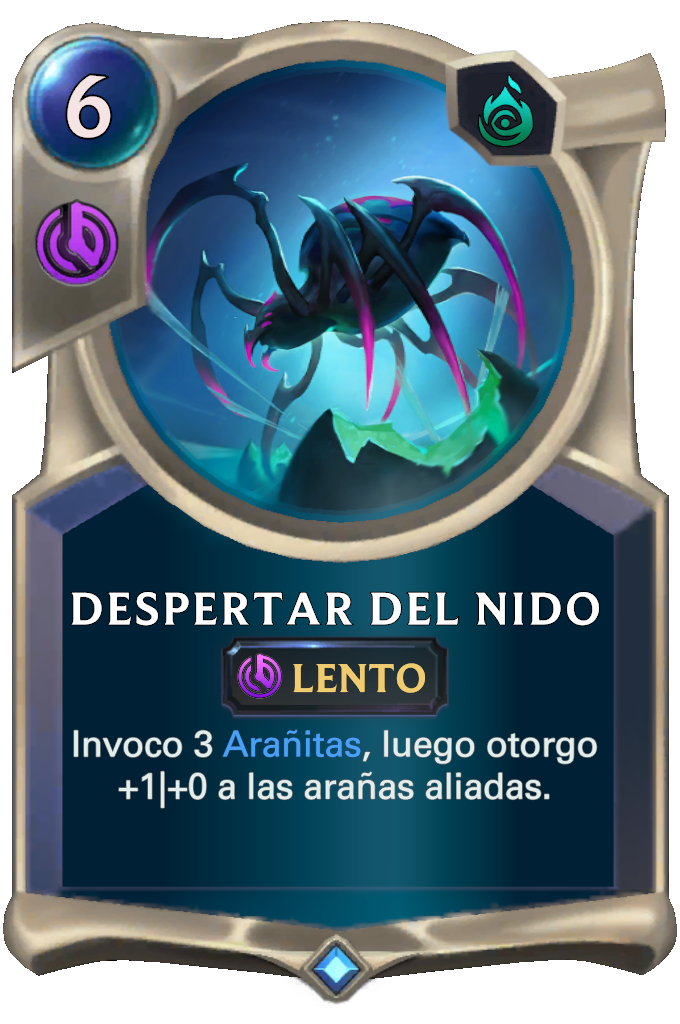 6
DESPERTAR DEL NIDO
LENTO
Invoco 3 Arañitas, luego otorgo
+1|+0 a las arañas aliadas.